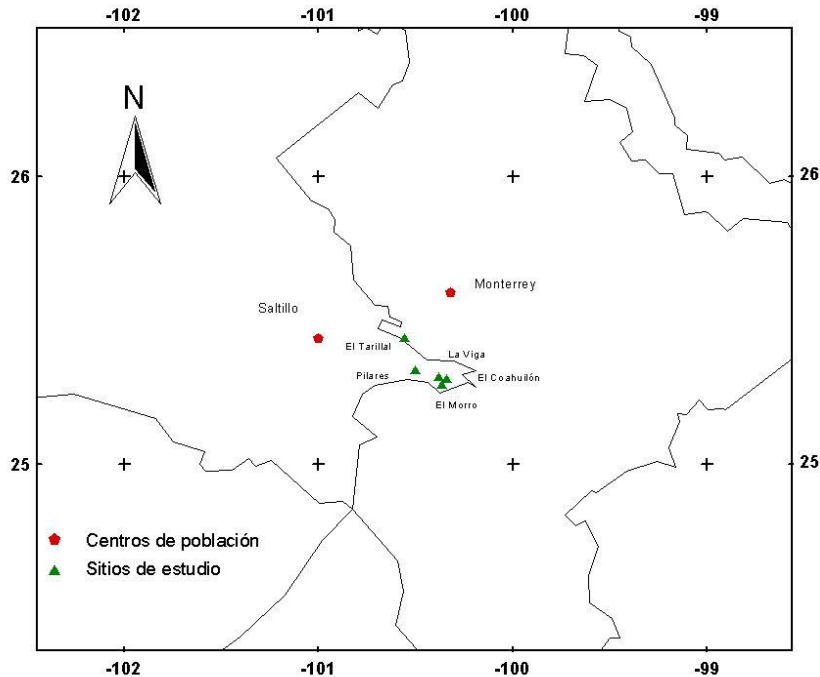 -102 -101 -100 -99
N
26 26
Monterrey
Saltillo
El Tarillal
La Viga
Pilares
El Coahuilón
El Morro
25 25
Centros de población
Sitios de estudio
-102 -101 -100 -99